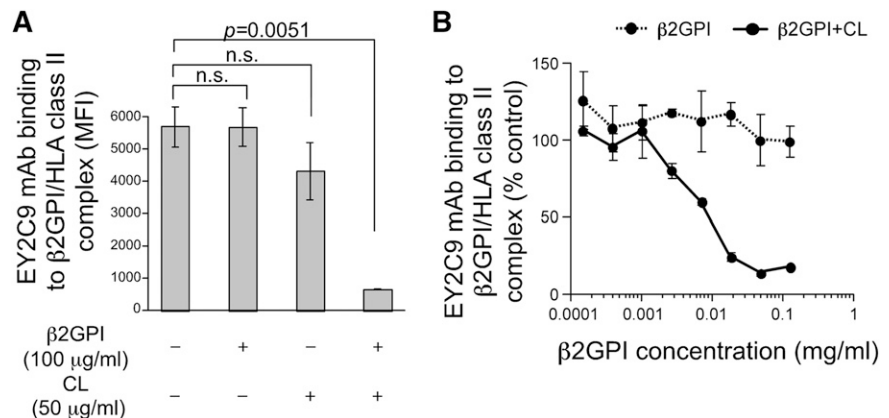 A
p=0.0051
n.s.
n.s.
EY2C9 mAb binding
to β2GPI/HLA class II
complex (MFI)
6000
5000
4000
3000
2000
1000
0
β2GPI
(100 μg/ml)
– + – +
CL
(50 μg/ml)
– – + +
B
β2GPI β2GPI+CL
EY2C9 mAb binding to
β2GPI/HLA class II
complex (% control)
150
100
50
0
0.0001 0.001 0.01 0.1 1
β2GPI concentration (mg/ml)